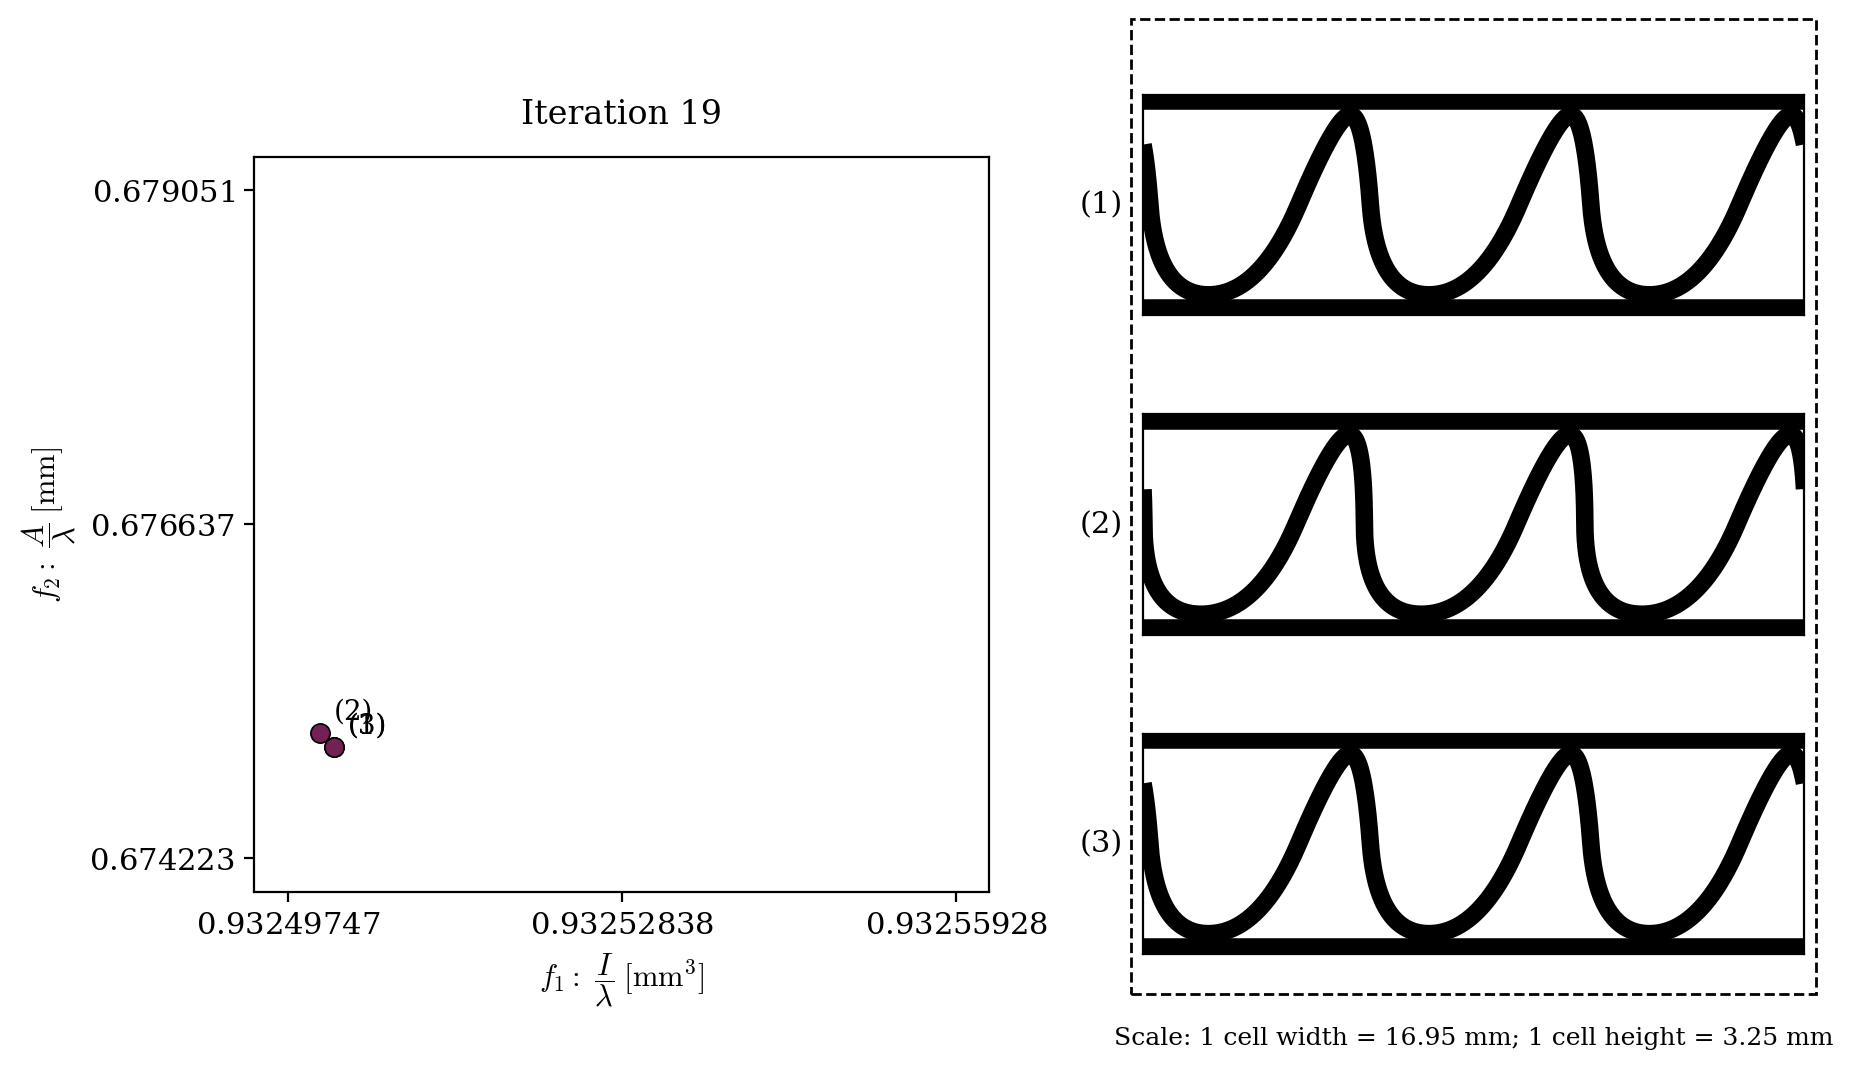 Iteration 19
0.679051
0.676637
0.674223
f₂: A/λ [mm]
(2)
(1)
(3)
0.93249747 0.93252838 0.93255928
f₁: I/λ [mm³]
(1)
(2)
(3)
Scale: 1 cell width = 16.95 mm; 1 cell height = 3.25 mm